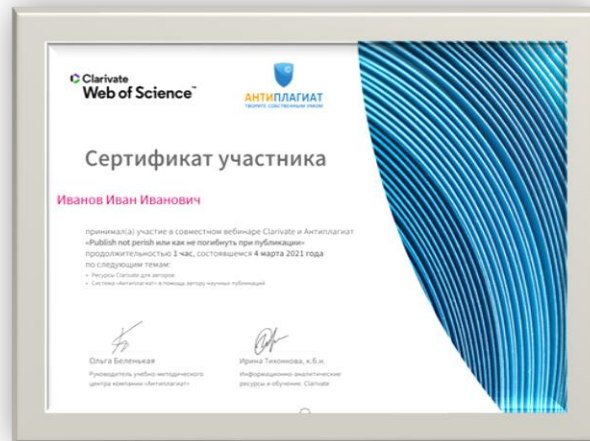 Clarivate
Web of Science™
АНТИПЛАГИАТ
ТВОРИТЕ СОБСТВЕННЫМ УМОМ
Сертификат участника
Иванов Иван Иванович
принимал(а) участие в совместном вебинаре Clarivate и Антиплагиат
«Publish not perish или как не погибнуть при публикации»
продолжительностью 1 час, состоявшемся 4 марта 2021 года
по следующим темам:
• Ресурсы Clarivate для авторов
• Система «Антиплагиат» в помощь автору научных публикаций
Ольга Беленькая
Руководитель учебно-методического
центра компании «Антиплагиат»
Ирина Тихонкова, к.б.н.
Информационно-аналитические
ресурсы и обучение. Clarivate